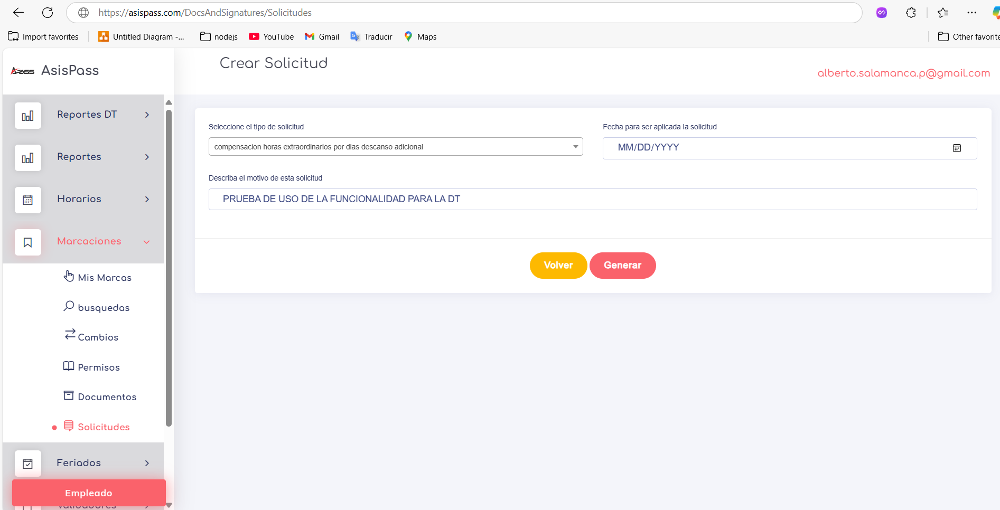 https://asispass.com/DocsAndSignatures/Solicitudes
Import favorites
Untitled Diagram -...
nodejs
YouTube
Gmail
Traducir
Maps
Other favorite
APASS AsisPass
Crear Solicitud
alberto.salamanca.p@gmail.com
Reportes DT
Reportes
Horarios
Marcaciones
Mis Marcas
busquedas
Cambios
Permisos
Documentos
Solicitudes
Feriados
Empleado
Validadores
Seleccione el tipo de solicitud
compensacion horas extraordinarios por dias descanso adicional
Fecha para ser aplicada la solicitud
MM/DD/YYYY
Describa el motivo de esta solicitud
PRUEBA DE USO DE LA FUNCIONALIDAD PARA LA DT
Volver
Generar